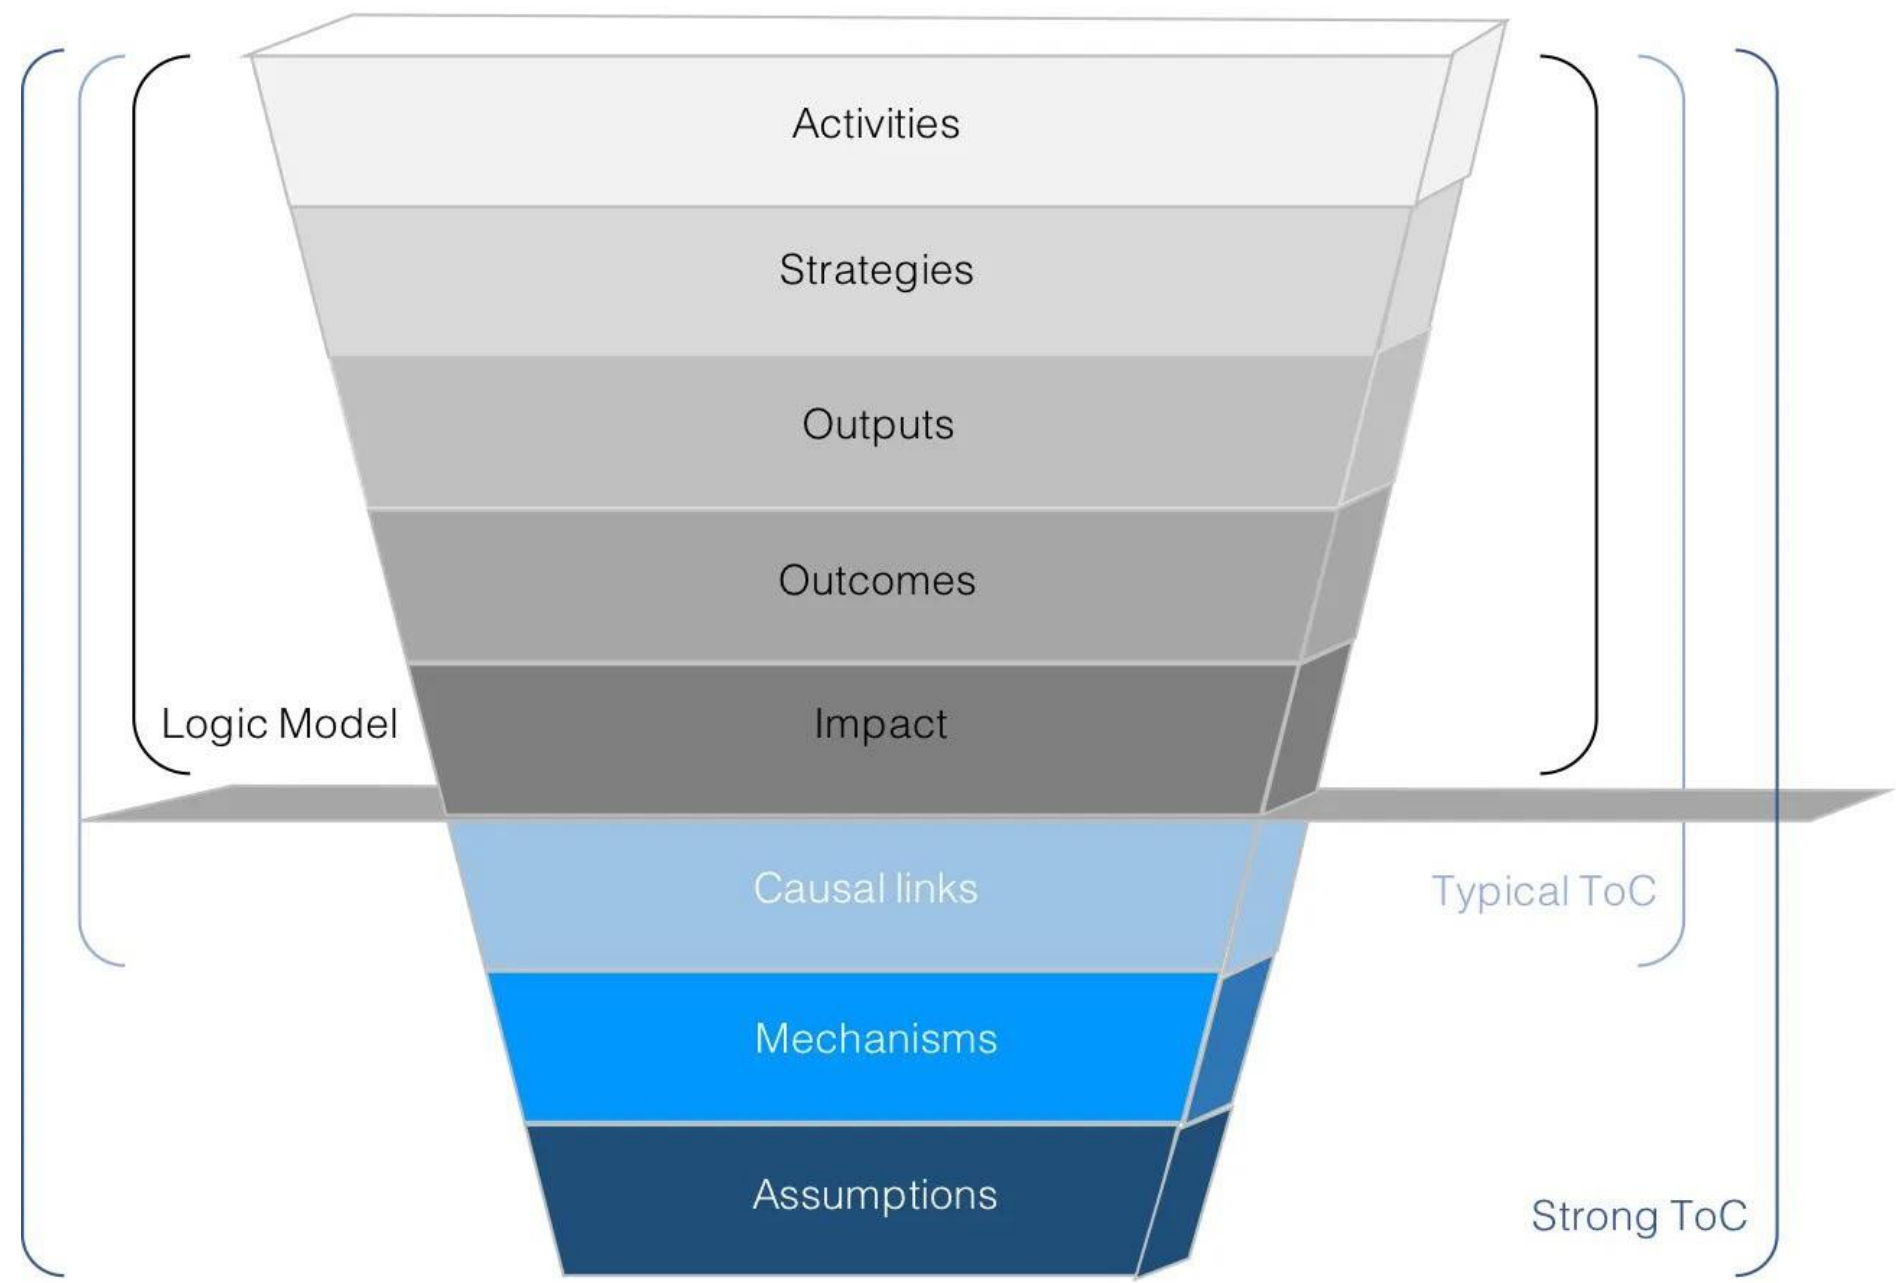 Activities
Strategies
Outputs
Outcomes
Logic Model
Impact
Causal links
Typical ToC
Mechanisms
Assumptions
Strong ToC